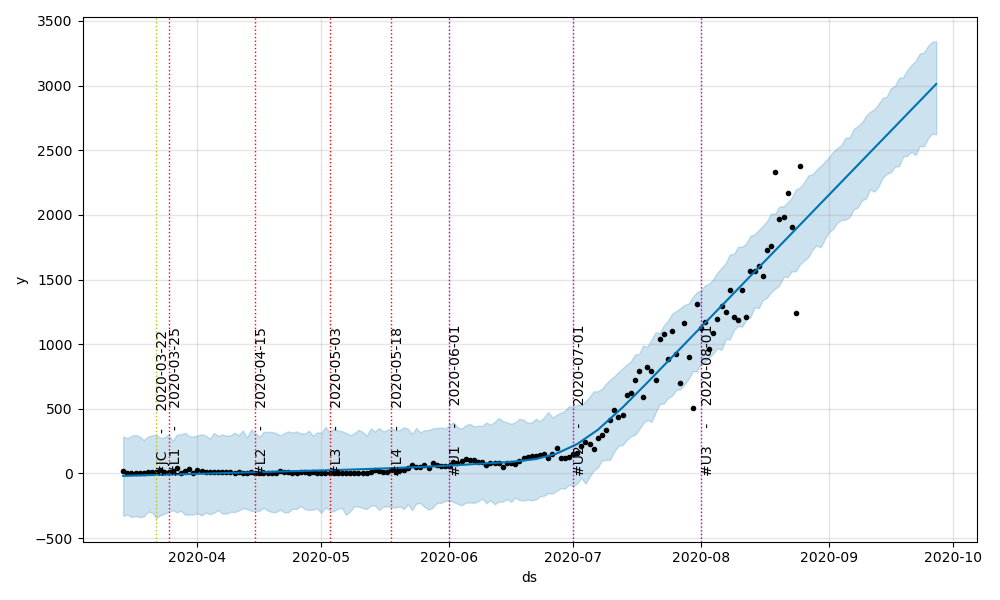 3500
3000
2500
2000
1500
1000
500
0
−500
y
#JC - 2020-03-22
#L1 - 2020-03-25
#L2 - 2020-04-15
#L3 - 2020-05-03
#L4 - 2020-05-18
#U1 - 2020-06-01
#U2 - 2020-07-01
#U3 - 2020-08-01
2020-04
2020-05
2020-06
2020-07
2020-08
2020-09
2020-10
ds